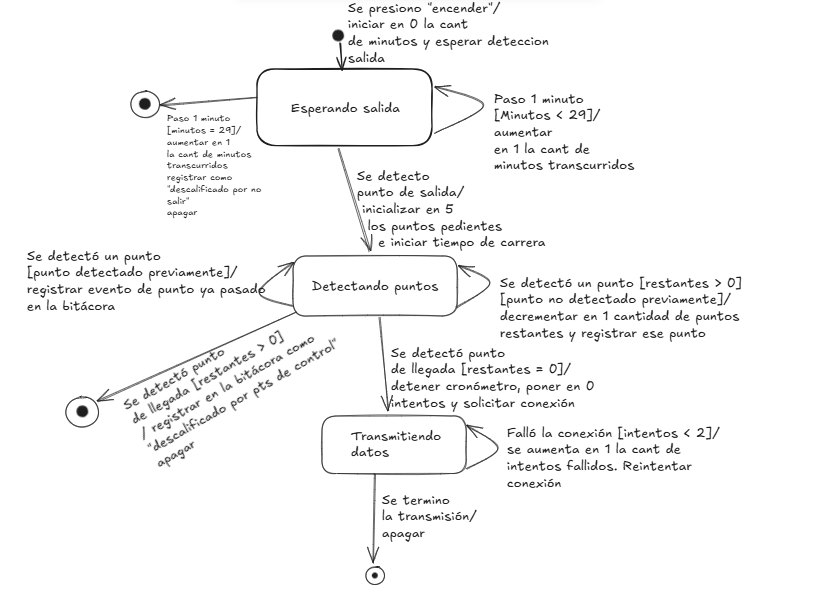 Se presiono "encender"/
iniciar en 0 la cant
de minutos y esperar deteccion
salida
Esperando salida
Paso 1 minuto
[Minutos < 29]/
aumentar
en 1 la cant de
minutos transcurridos
Paso 1 minuto
[minutos = 29]/
aumentar en 1
la cant de minutos
transcurridos
registrar como
"descalificado por no
salir"
apagar
Se detecto
punto de salida/
inicializar en 5
los puntos pedientes
e iniciar tiempo de carrera
Se detectó un punto
[punto detectado previamente]/
registrar evento de punto ya pasado
en la bitácora
Detectando puntos
Se detectó un punto [restantes > 0]
[punto no detectado previamente]/
decrementar en 1 cantidad de puntos
restantes y registrar ese punto
Se detectó punto
de llegada [restantes > 0]
/ registrar en la bitácora como
"descalificado por pts de control"
apagar
Se detectó punto
de llegada [restantes = 0]/
detener cronómetro, poner en 0
intentos y solicitar conexión
Transmitiendo
datos
Falló la conexión [intentos < 2]/
se aumenta en 1 la cant de
intentos fallidos. Reintentar
conexión
Se termino
la transmisión/
apagar